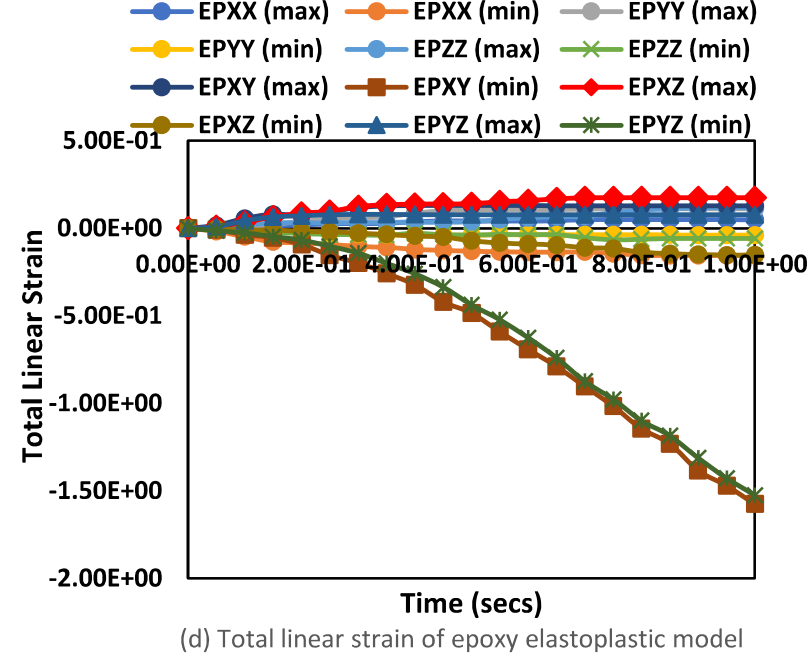 EPXX (max) EPXX (min) EPYY (max)
EPYY (min) EPZZ (max) EPZZ (min)
EPXY (max) EPXY (min) EPXZ (max)
EPXZ (min) EPYZ (max) EPYZ (min)
5.00E-01
0.00E+00
0.00E+00 2.00E-01 4.00E-01 6.00E-01 8.00E-01 1.00E+00
-5.00E-01
-1.00E+00
-1.50E+00
-2.00E+00
Total Linear Strain
Time (secs)
(d) Total linear strain of epoxy elastoplastic model